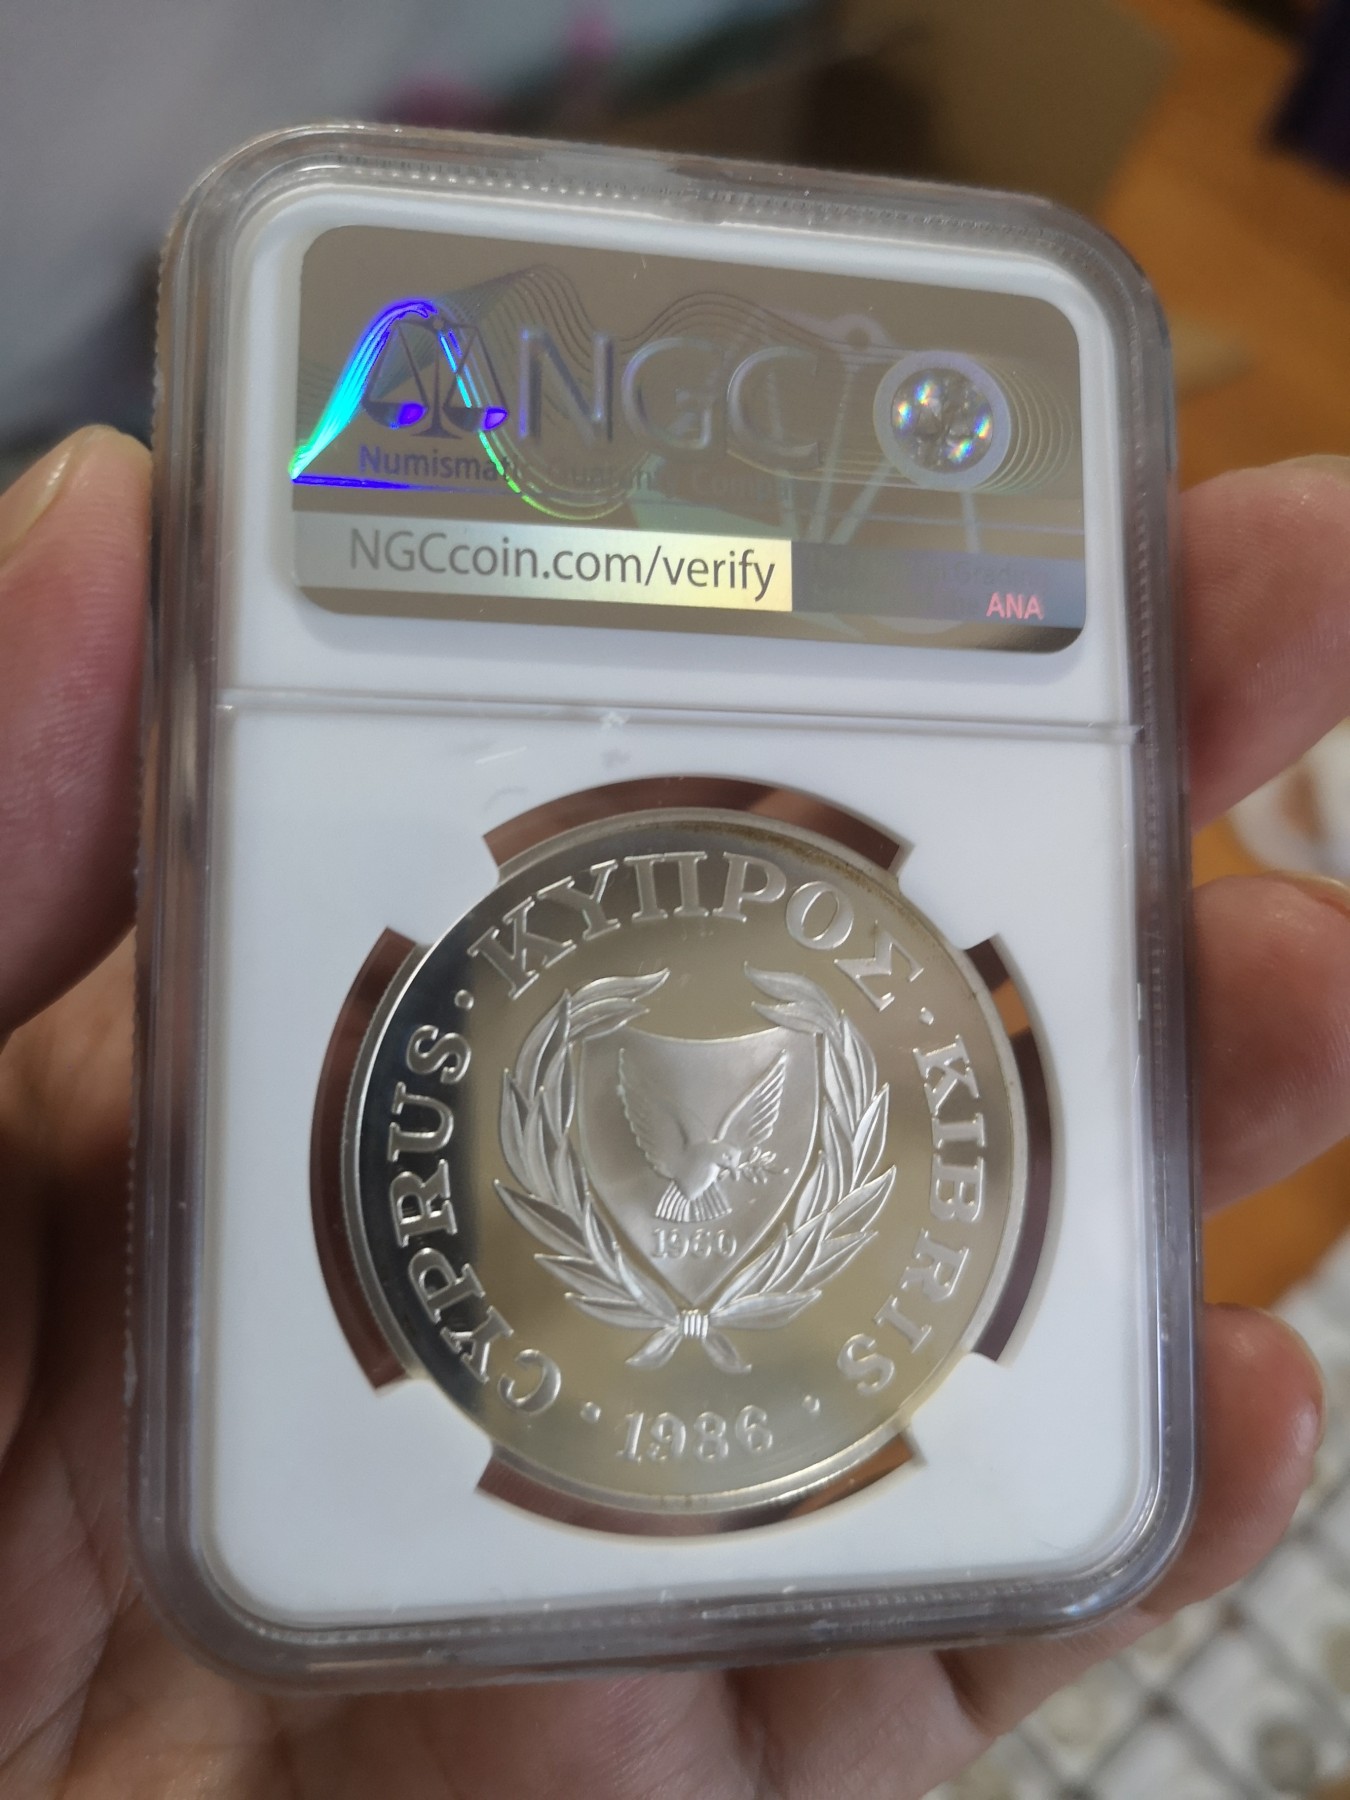 NGC
Numismatic Guaranty Company
NGCcoin.com/verify
ANA
CYPRUS · ΚΥΠΡΟΣ · KIBRIS
1960
· 1986 ·